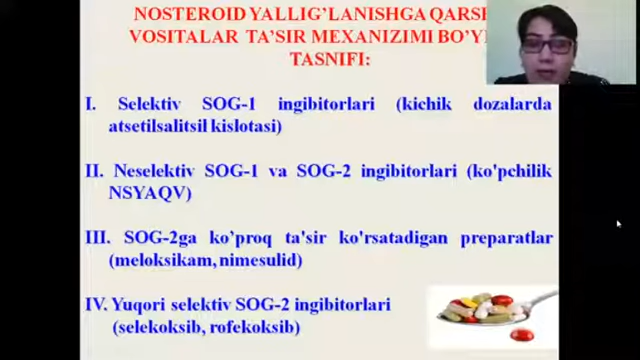 NOSTEROID YALLIG’LANISHGA QARSH
VOSITALAR TA’SIR MEXANIZIMI BO’Y
TASNIFI:
I. Selektiv SOG-1 ingibitorlari (kichik dozalarda
atsetilsalitsil kislotasi)
II. Neselektiv SOG-1 va SOG-2 ingibitorlari (ko'pchilik
NSYAQV)
III. SOG-2ga ko’proq ta'sir ko'rsatadigan preparatlar
(meloksikam, nimesulid)
IV. Yuqori selektiv SOG-2 ingibitorlari
(selekoksib, rofekoksib)